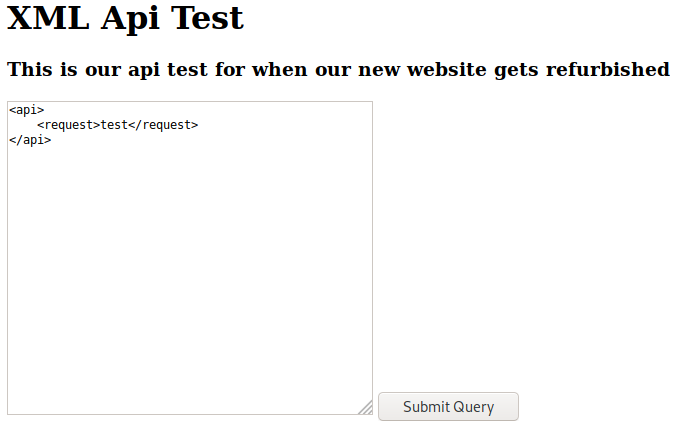 XML Api Test
This is our api test for when our new website gets refurbished
<api>
    <request>test</request>
</api>
Submit Query